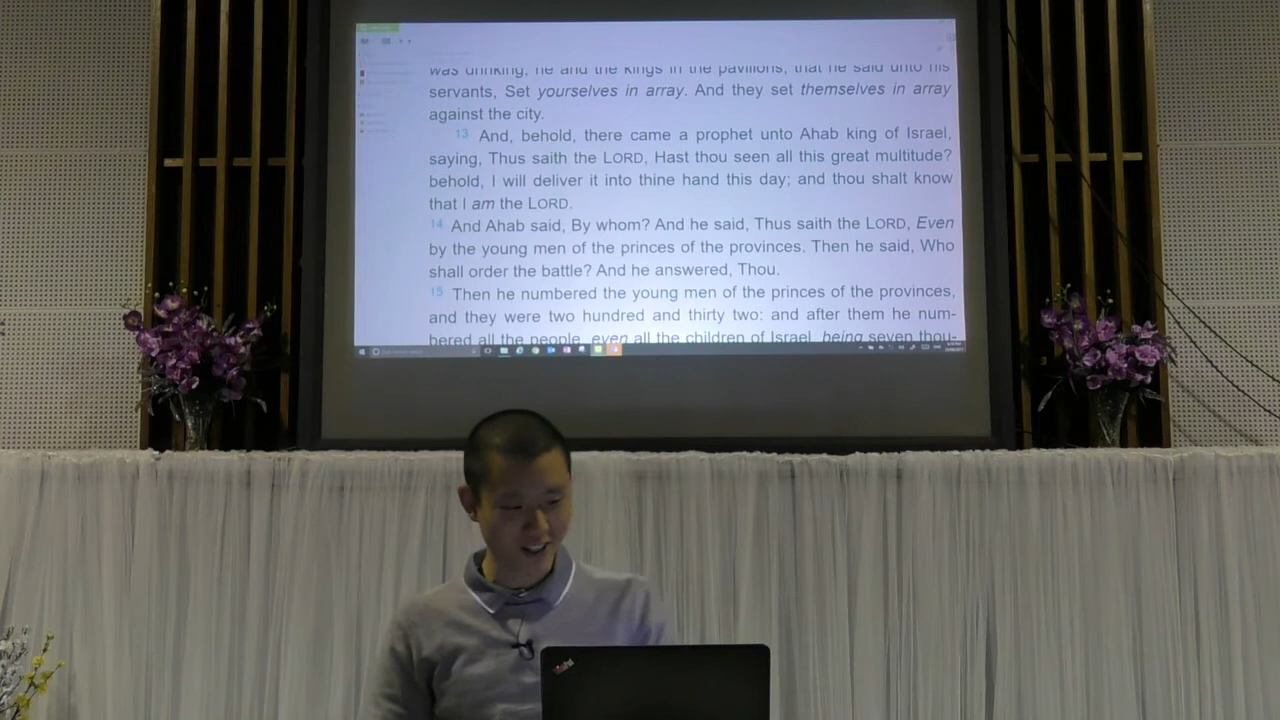 was drinking, he and the kings in the pavilions, that he said unto his
servants, Set yourselves in array. And they set themselves in array
against the city.
13 And, behold, there came a prophet unto Ahab king of Israel,
saying, Thus saith the LORD, Hast thou seen all this great multitude?
behold, I will deliver it into thine hand this day; and thou shalt know
that I am the LORD.
14 And Ahab said, By whom? And he said, Thus saith the LORD, Even
by the young men of the princes of the provinces. Then he said, Who
shall order the battle? And he answered, Thou.
15 Then he numbered the young men of the princes of the provinces,
and they were two hundred and thirty two: and after them he num-
bered all the people, even all the children of Israel, being seven thou-